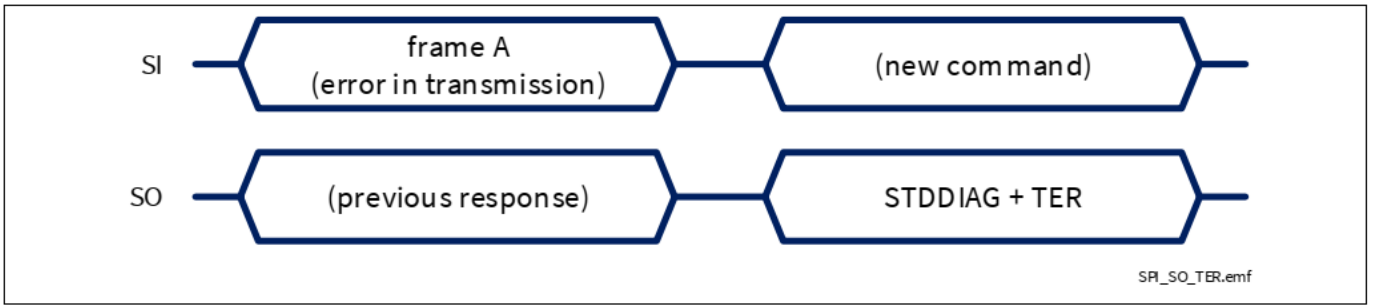 SI
frame A
(error in transmission)
(new command)
SO
(previous response)
STDDIAG + TER
SPI_SO_TER.emf